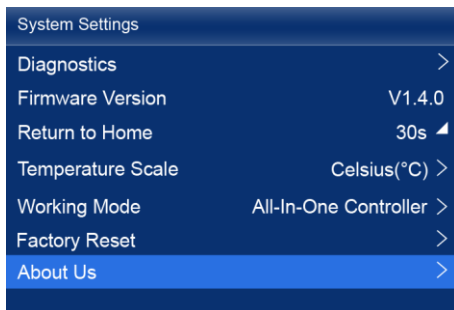 System Settings
Diagnostics >
Firmware Version V1.4.0
Return to Home 30s
Temperature Scale Celsius(°C) >
Working Mode All-In-One Controller >
Factory Reset >
About Us >